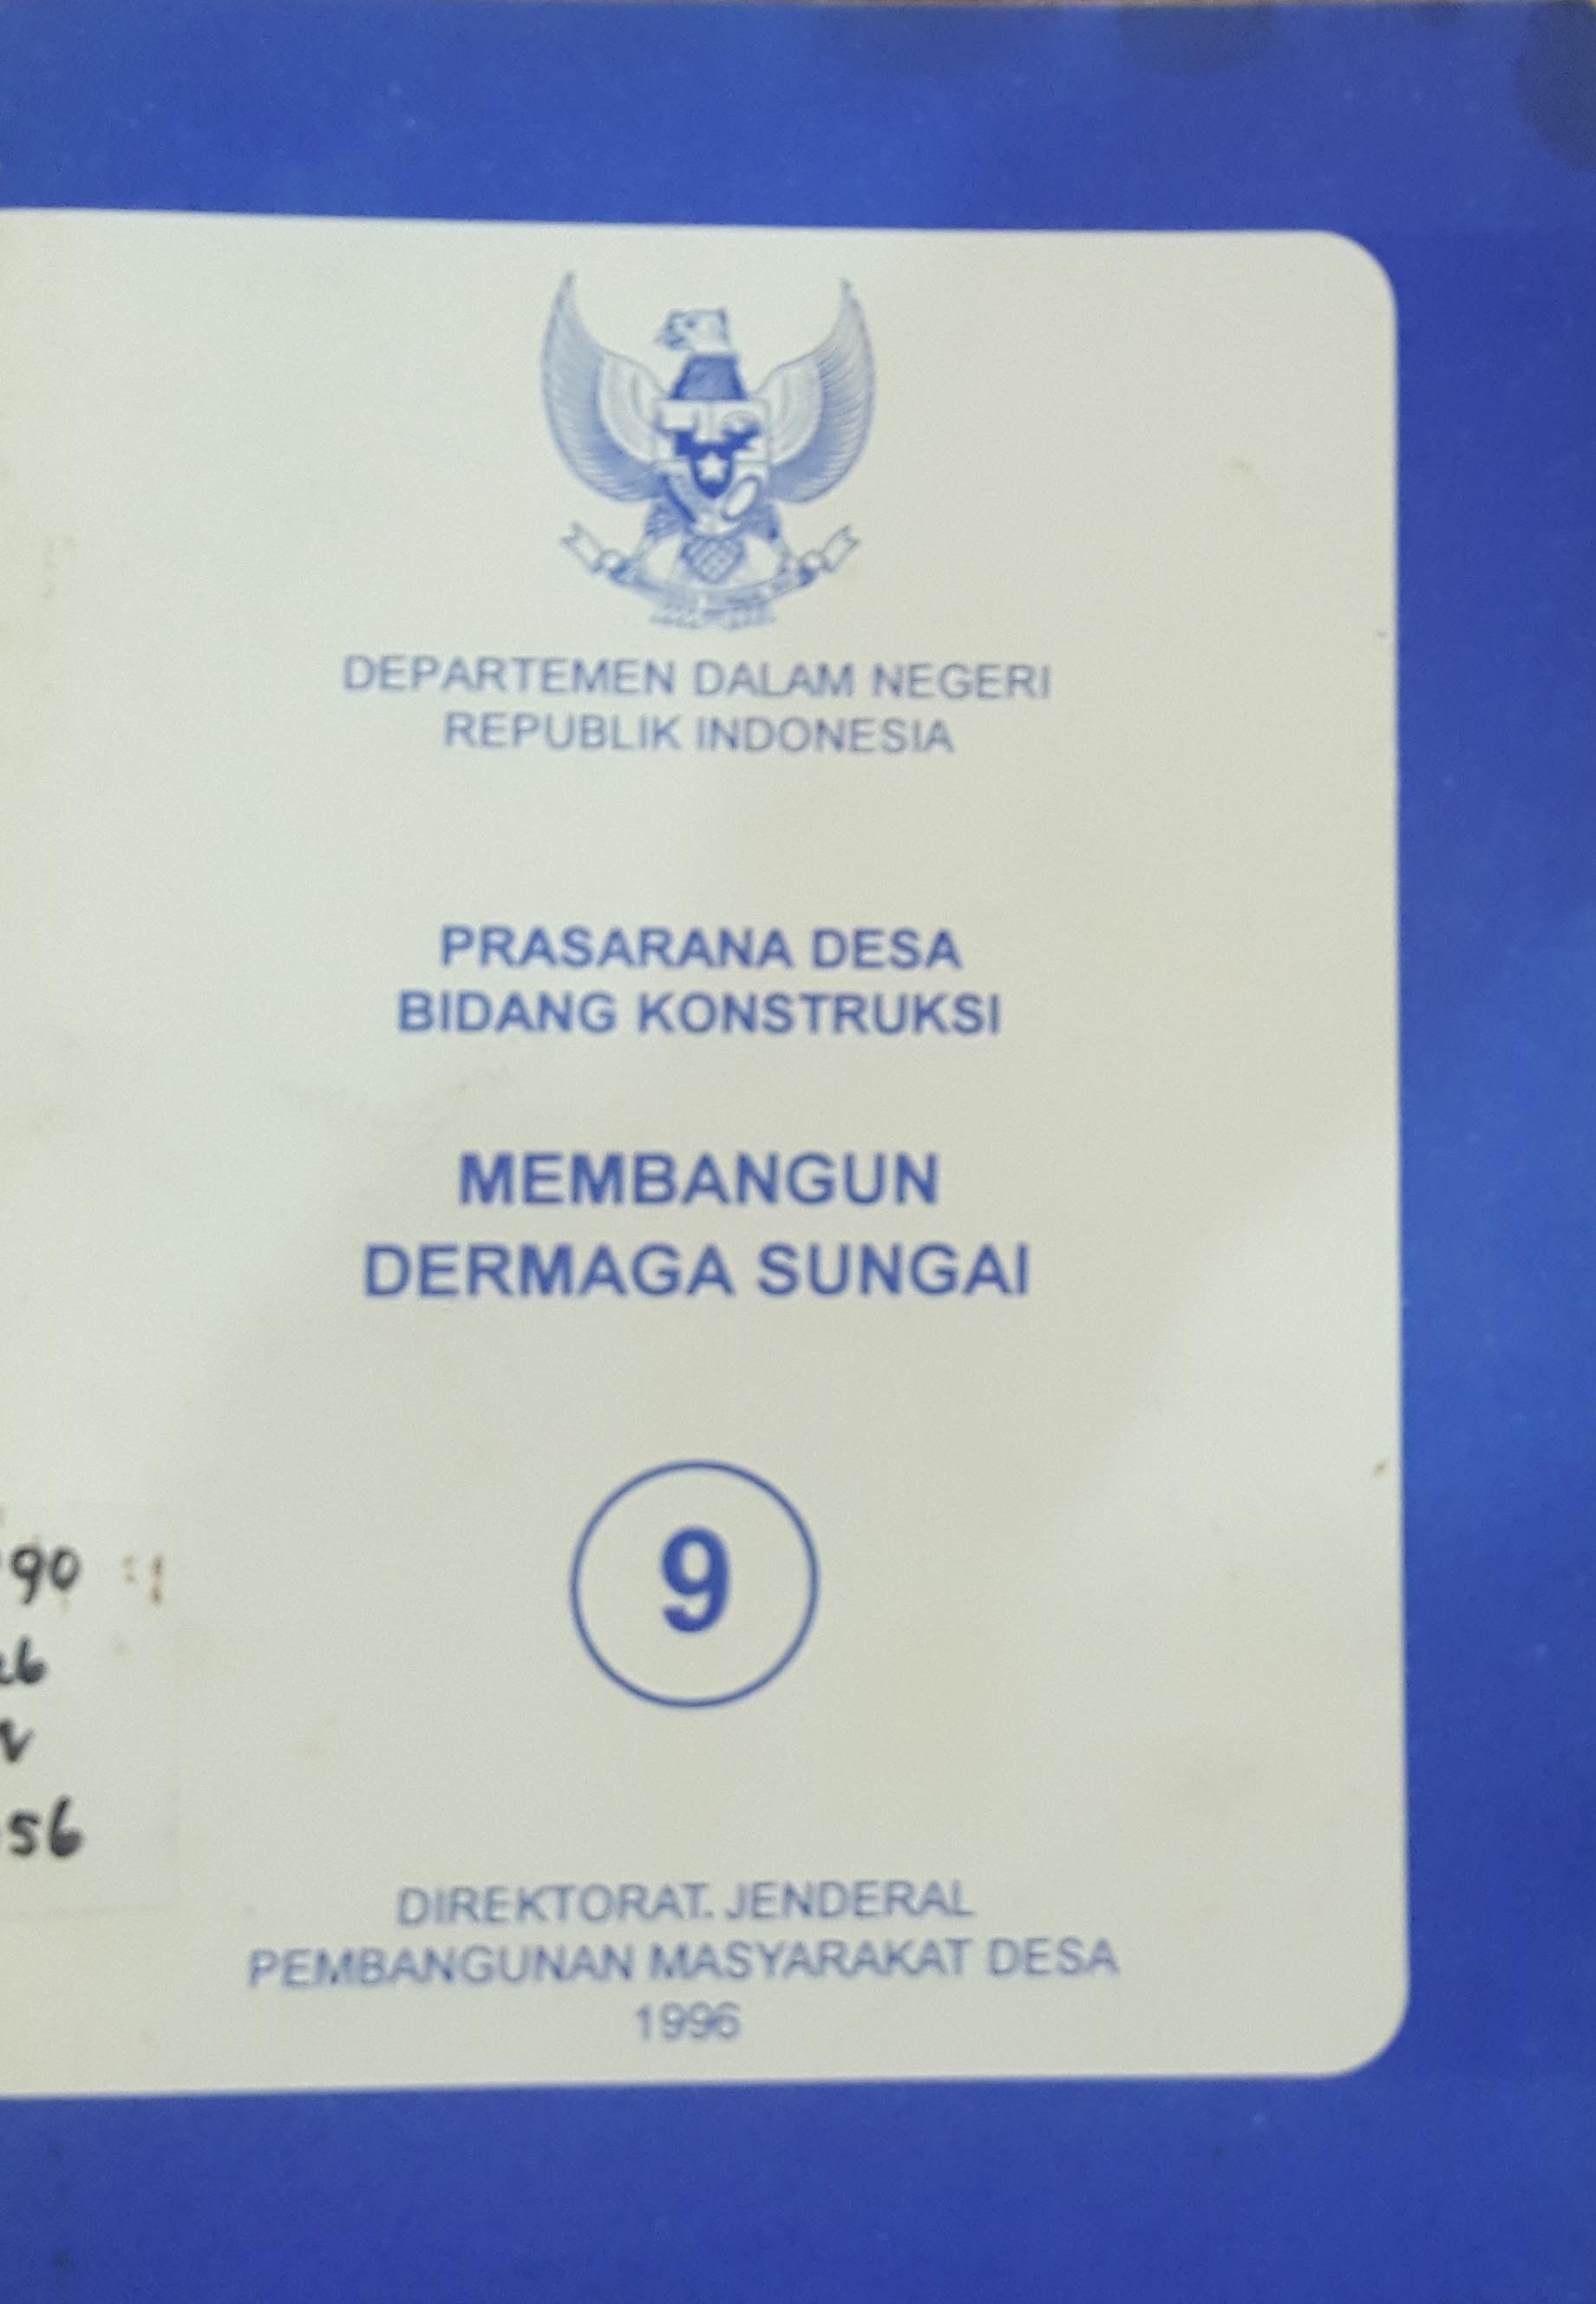 DEPARTEMEN DALAM NEGERI
REPUBLIK INDONESIA
PRASARANA DESA
BIDANG KONSTRUKSI
MEMBANGUN
DERMAGA SUNGAI
9
90
56
DIREKTORAT. JENDERAL
PEMBANGUNAN MASYARAKAT DESA
1996